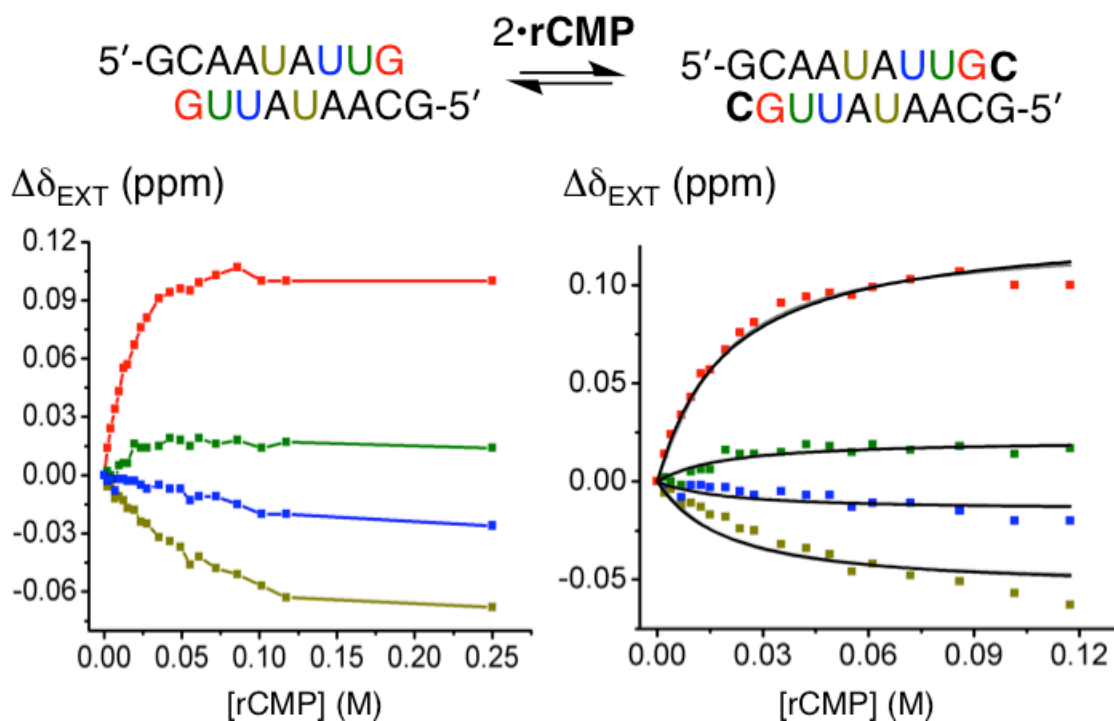 2•rCMP
5′-GCAAUAUUG
GUUAUAACG-5′
5′-GCAAUAUUGC
CGUUAUAACG-5′
Δδ_EXT (ppm)
0.12
0.09
0.06
0.03
0.00
-0.03
-0.06
0.00 0.05 0.10 0.15 0.20 0.25
[rCMP] (M)
Δδ_EXT (ppm)
0.10
0.05
0.00
-0.05
0.00 0.03 0.06 0.09 0.12
[rCMP] (M)